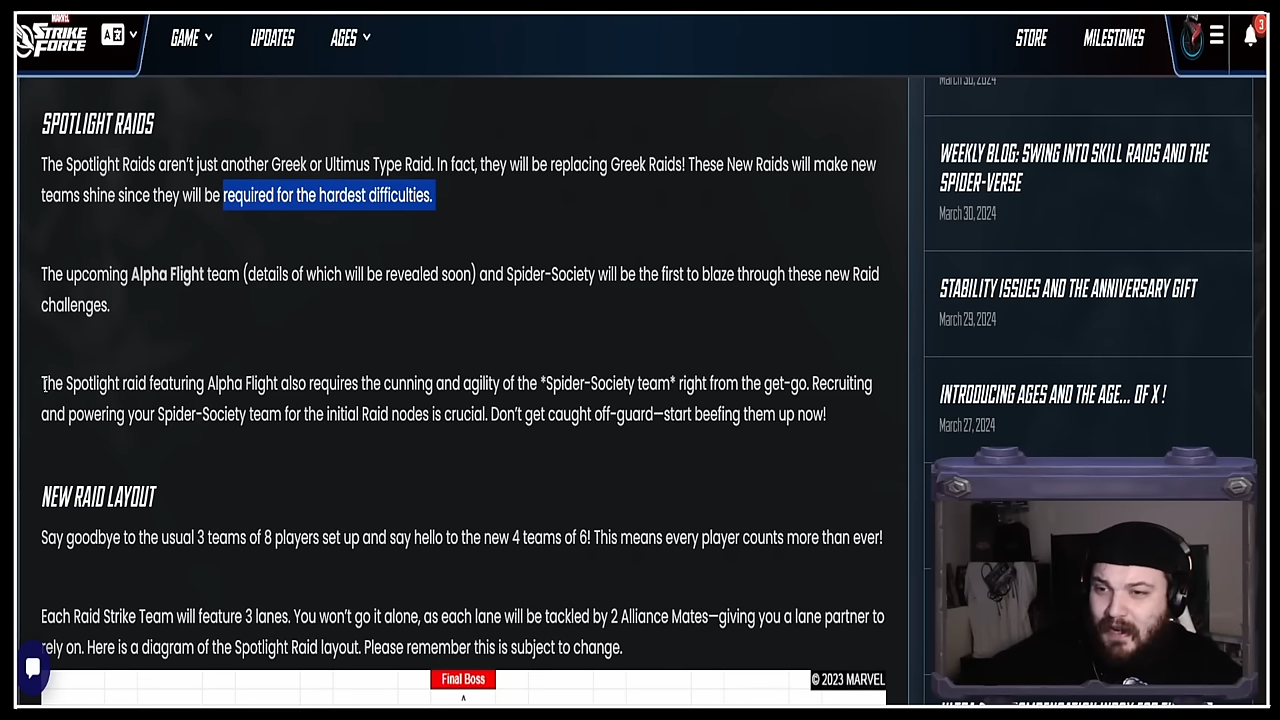 MARVEL
STRIKE
FORCE
GAME
UPDATES
AGES
STORE
MILESTONES
3
SPOTLIGHT RAIDS
The Spotlight Raids aren't just another Greek or Ultimus Type Raid. In fact, they will be replacing Greek Raids! These New Raids will make new
teams shine since they will be required for the hardest difficulties.
The upcoming Alpha Flight team (details of which will be revealed soon) and Spider-Society will be the first to blaze through these new Raid
challenges.
The Spotlight raid featuring Alpha Flight also requires the cunning and agility of the *Spider-Society team* right from the get-go. Recruiting
and powering your Spider-Society team for the initial Raid nodes is crucial. Don't get caught off-guard—start beefing them up now!
NEW RAID LAYOUT
Say goodbye to the usual 3 teams of 8 players set up and say hello to the new 4 teams of 6! This means every player counts more than ever!
Each Raid Strike Team will feature 3 lanes. You won't go it alone, as each lane will be tackled by 2 Alliance Mates—giving you a lane partner to
rely on. Here is a diagram of the Spotlight Raid layout. Please remember this is subject to change.
Final Boss
© 2023 MARVEL
March 30, 2024
WEEKLY BLOG: SWING INTO SKILL RAIDS AND THE
SPIDER-VERSE
March 30, 2024
STABILITY ISSUES AND THE ANNIVERSARY GIFT
March 29, 2024
INTRODUCING AGES AND THE AGE... OF X !
March 27, 2024